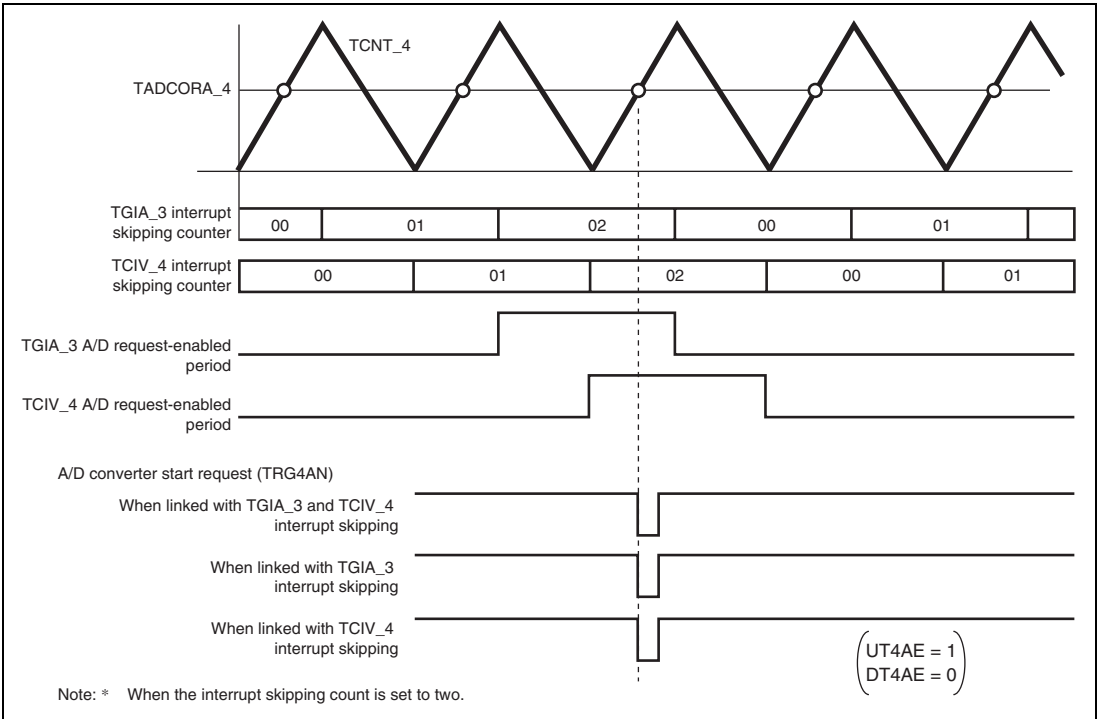 TCNT_4
TADCORA_4
TGIA_3 interrupt
skipping counter
00 01 02 00 01
TCIV_4 interrupt
skipping counter
00 01 02 00 01
TGIA_3 A/D request-enabled
period
TCIV_4 A/D request-enabled
period
A/D converter start request (TRG4AN)
When linked with TGIA_3 and TCIV_4
interrupt skipping
When linked with TGIA_3
interrupt skipping
When linked with TCIV_4
interrupt skipping
UT4AE = 1
DT4AE = 0
Note: * When the interrupt skipping count is set to two.